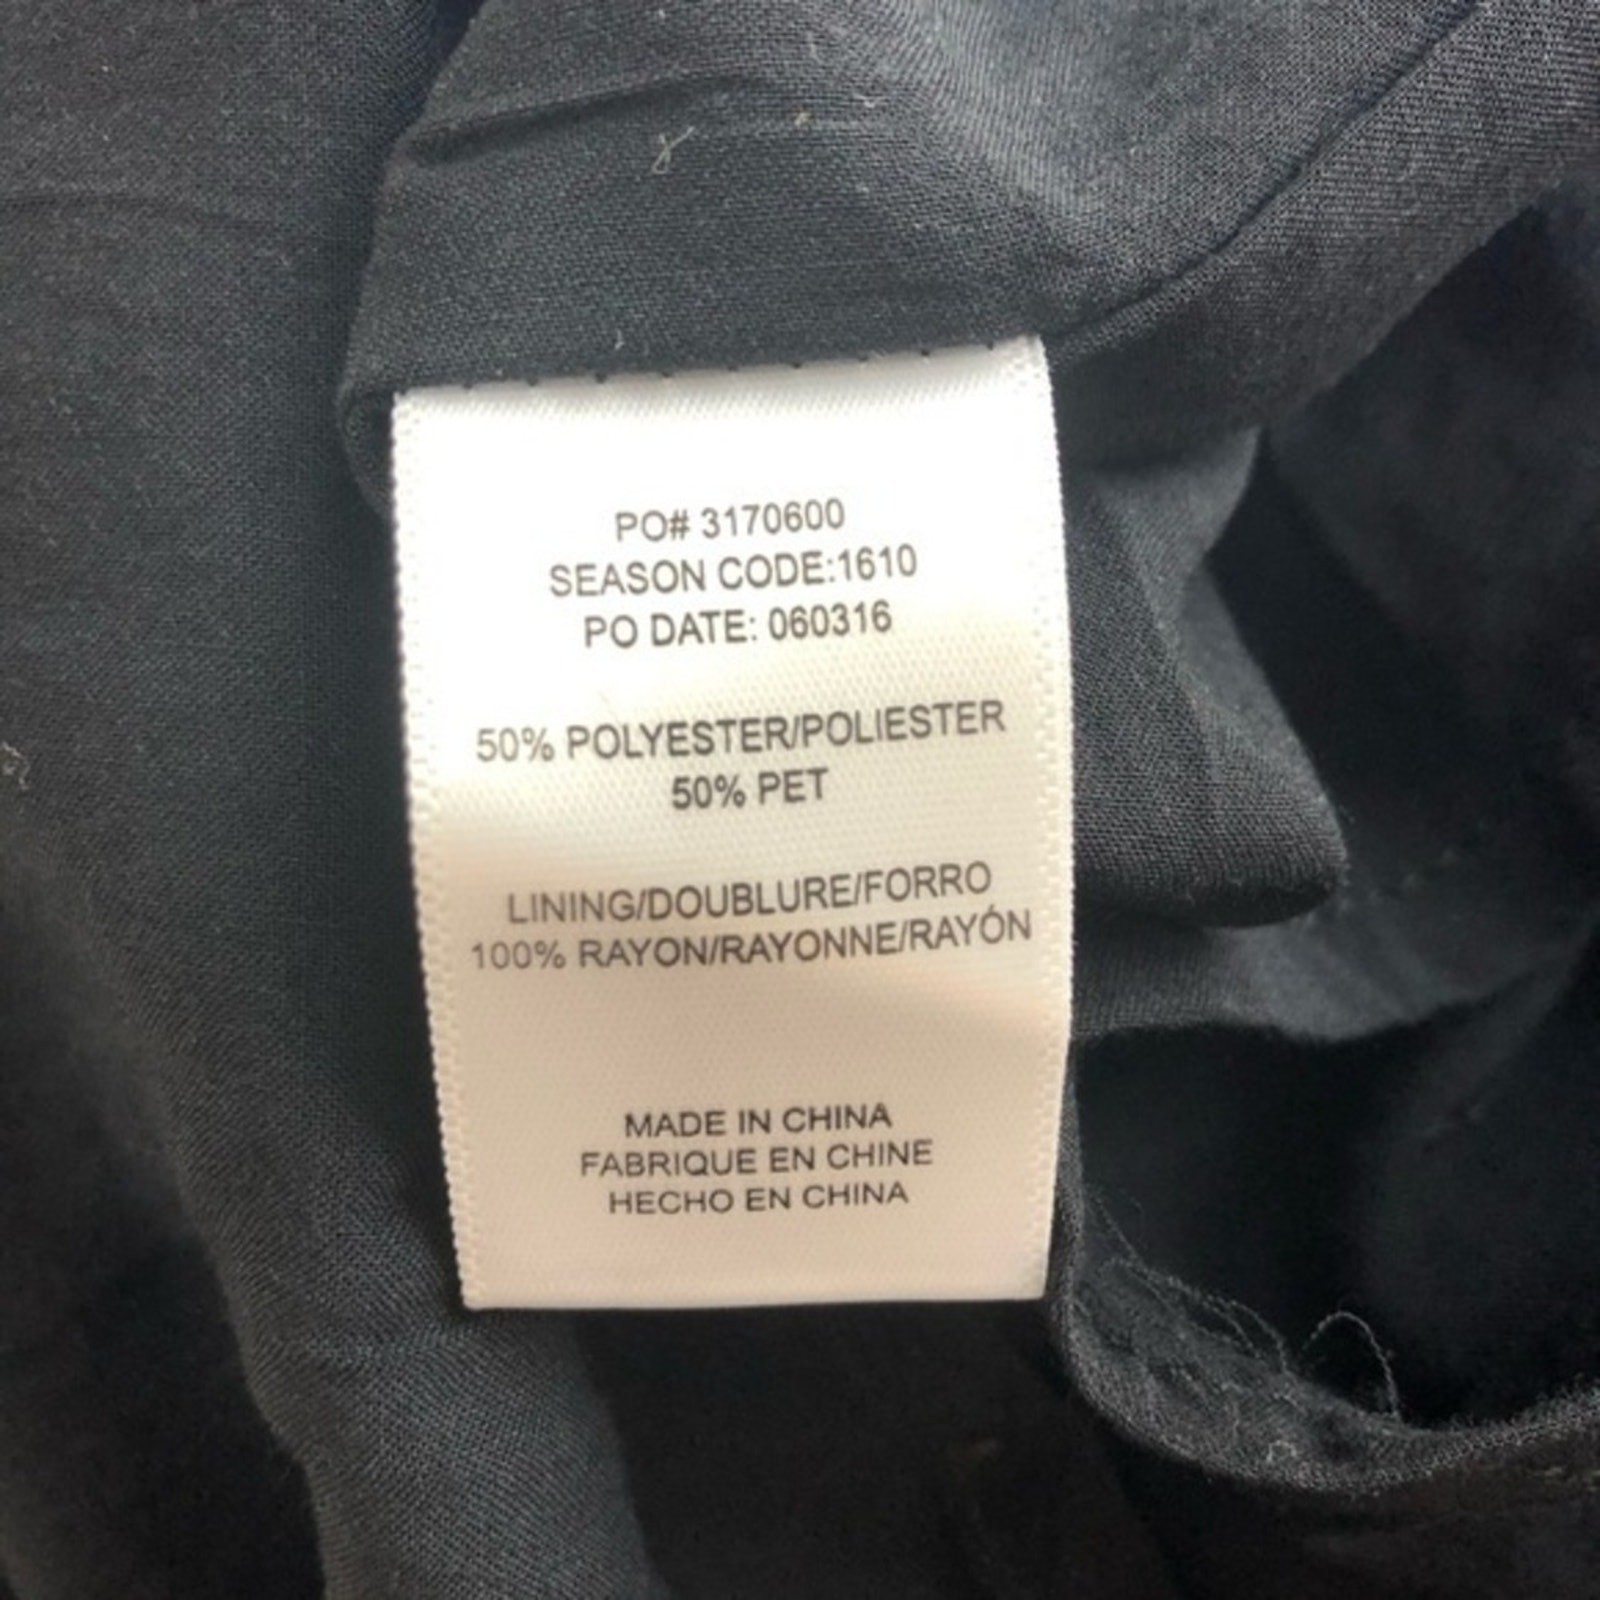 PO# 3170600
SEASON CODE:1610
PO DATE: 060316
50% POLYESTER/POLIESTER
50% PET
LINING/DOUBLURE/FORRO
100% RAYON/RAYONNE/RAYÓN
MADE IN CHINA
FABRIQUE EN CHINE
HECHO EN CHINA